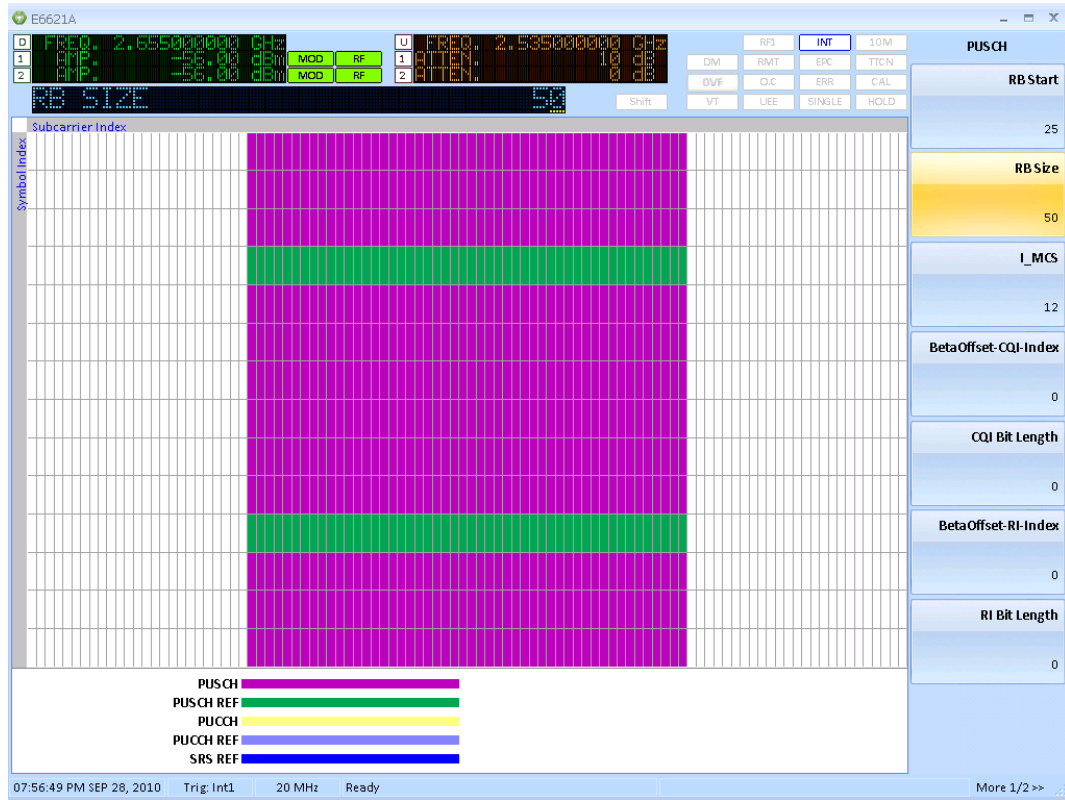 E6621A
D FREQ. 2.655000000 GHz
1 AMP. -56.00 dBm MOD RF
2 AMP. -56.00 dBm MOD RF
U FREQ. 2.535000000 GHz
1 ATTEN. 10 dB
2 0 dB
RF1 INT 10M
DM RMT EPC TTCN
OVF O.C ERR CAL
Shift VT UEE SINGLE HOLD
RB SIZE 50
Subcarrier Index
Symbol Index
PUSCH
RB Start
25
RB Size
50
I_MCS
12
BetaOffset-CQI-Index
0
CQI Bit Length
0
BetaOffset-RI-Index
0
RI Bit Length
0
PUSCH
PUSCH REF
PUCCH
PUCCH REF
SRS REF
07:56:49 PM SEP 28, 2010 Trig: Int1 20 MHz Ready More 1/2 >>